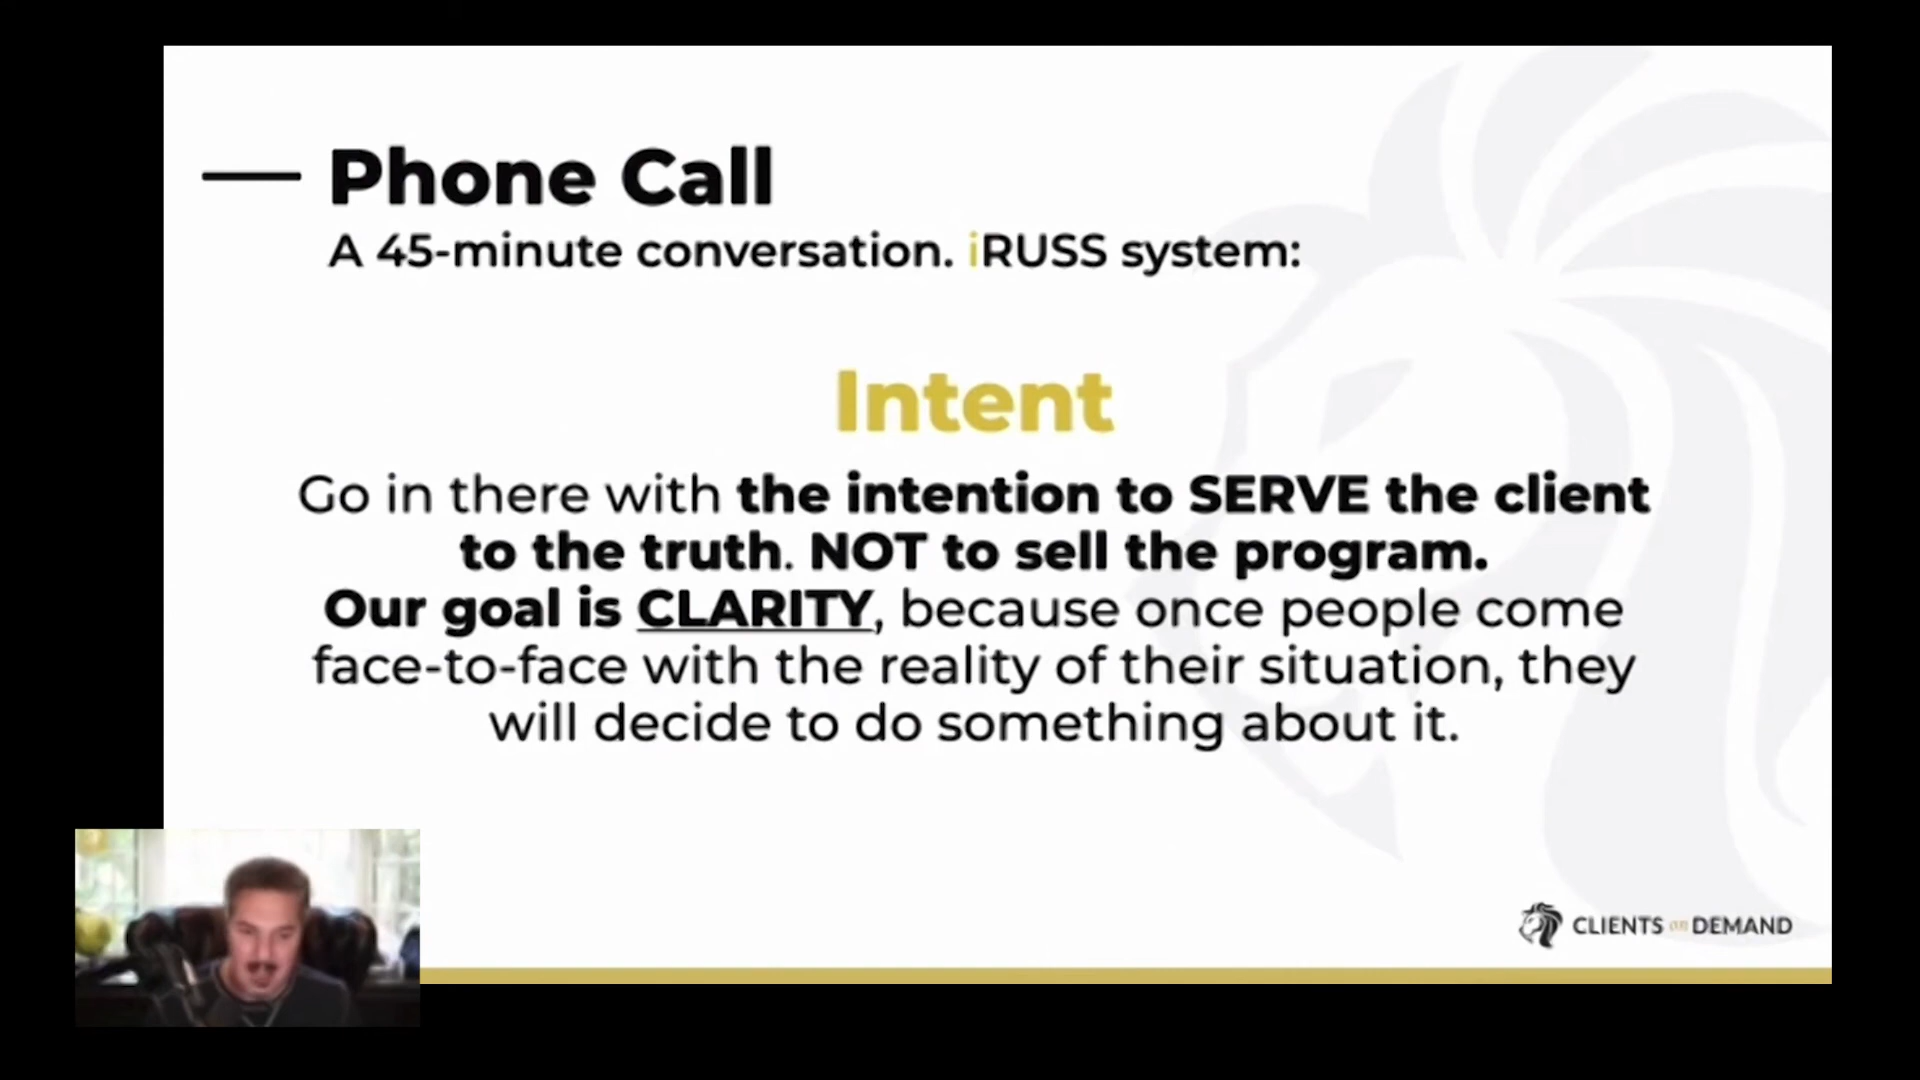 Phone Call
A 45-minute conversation. iRUSS system:
Intent
Go in there with the intention to SERVE the client
to the truth. NOT to sell the program.
Our goal is CLARITY, because once people come
face-to-face with the reality of their situation, they
will decide to do something about it.
CLIENTS on DEMAND